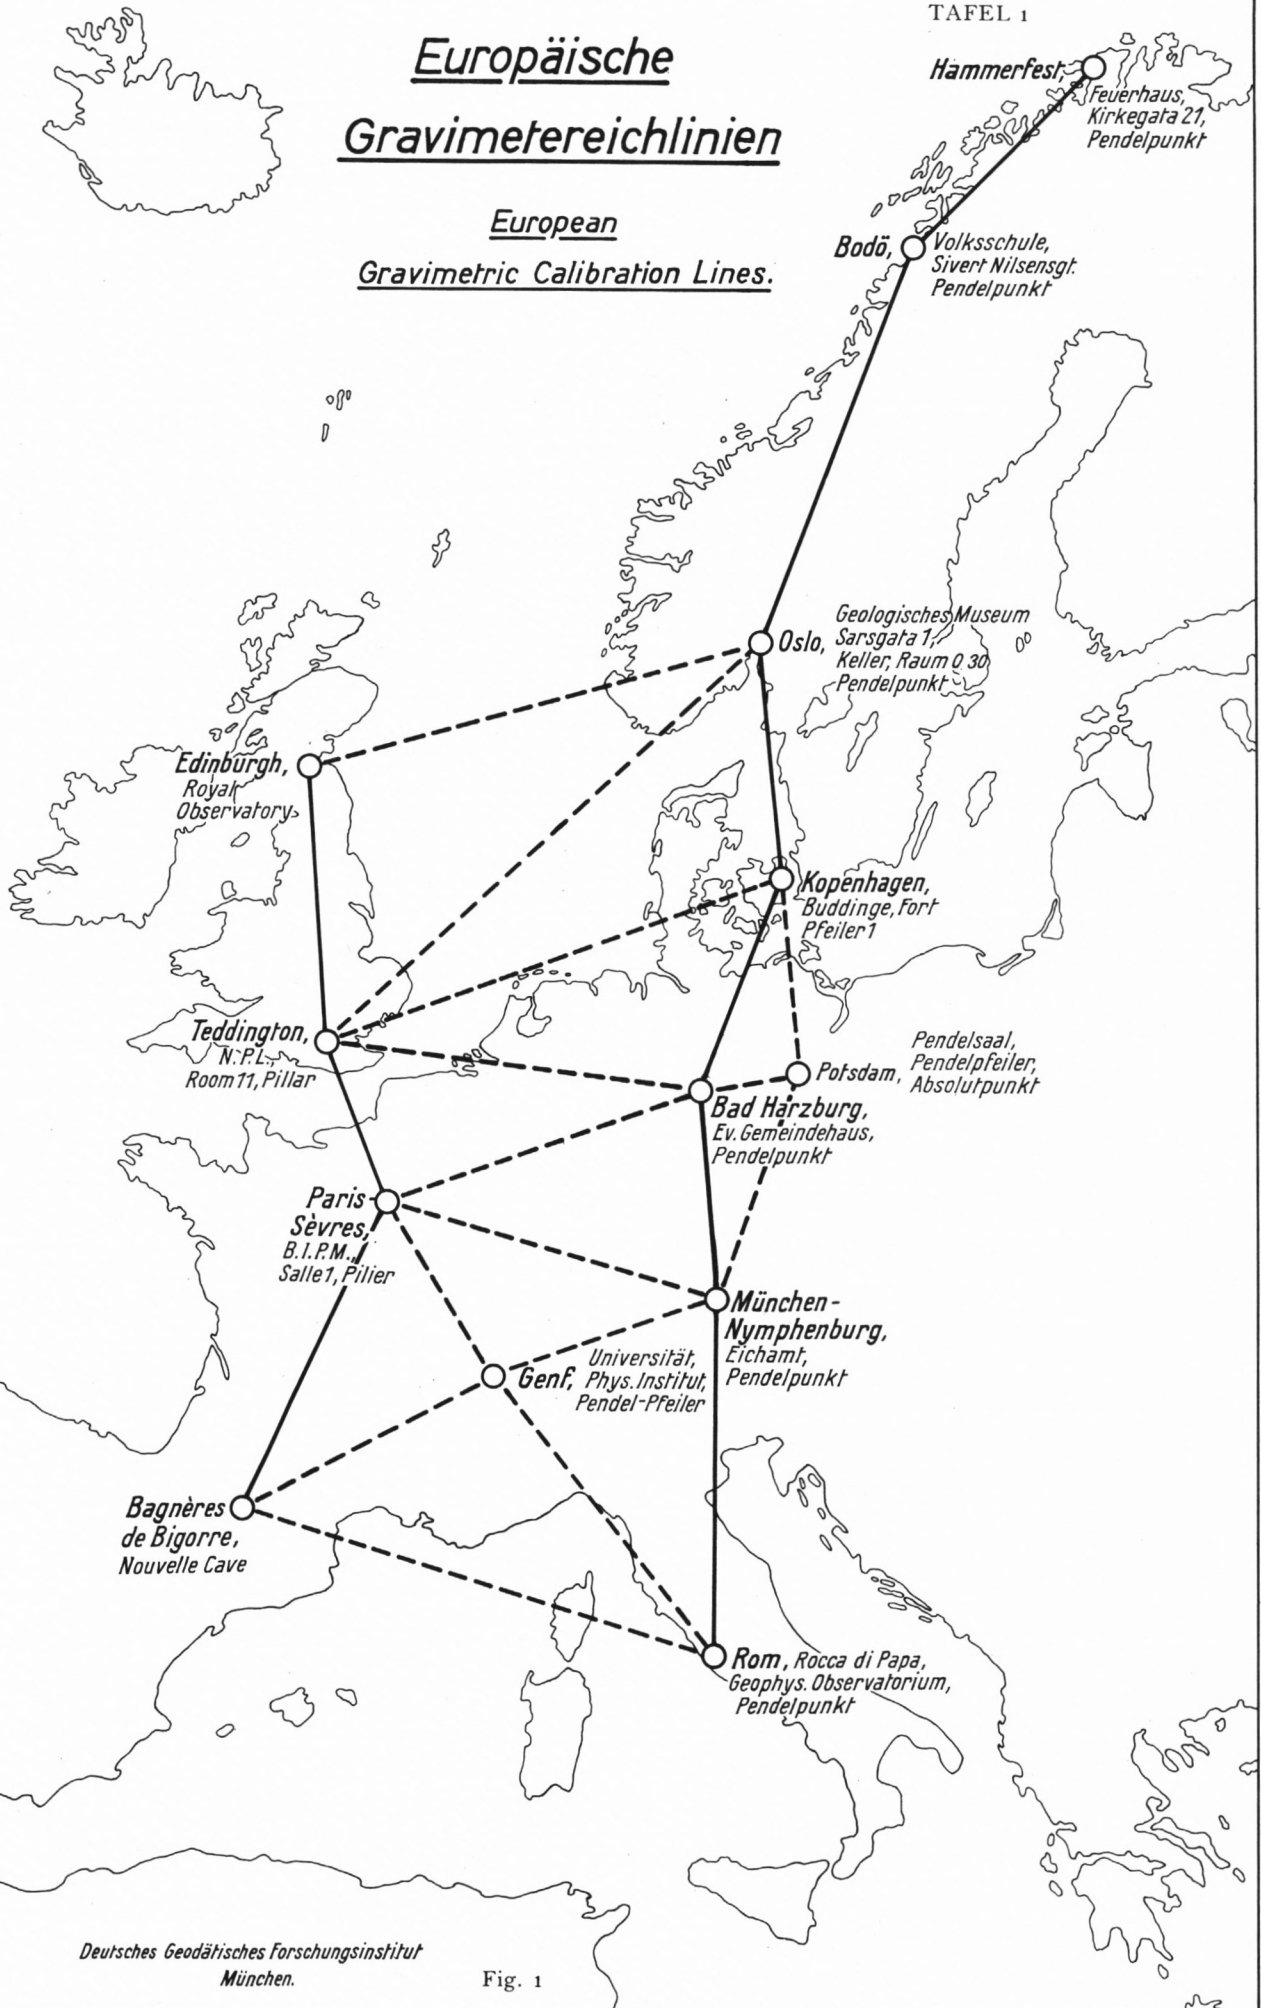 TAFEL 1
Europäische
Gravimetereichlinien
European
Gravimetric Calibration Lines.
Hammerfest,
Feuerhaus,
Kirkegata 21,
Pendelpunkt
Bodö,
Volksschule,
Sivert Nilsensgt.
Pendelpunkt
Oslo,
Geologisches Museum
Sarsgata 1,
Keller, Raum 0 30
Pendelpunkt
Edinburgh,
Royal
Observatory
Kopenhagen,
Buddinge, Fort
Pfeiler 1
Teddington,
N.P.L.,
Room 11, Pillar
Potsdam,
Pendelsaal,
Pendelpfeiler,
Absolutpunkt
Bad Harzburg,
Ev. Gemeindehaus,
Pendelpunkt
Paris-
Sèvres,
B.I.P.M.,
Salle 1, Pilier
München-
Nymphenburg,
Eichamt,
Pendelpunkt
Genf,
Universität,
Phys. Institut,
Pendel-Pfeiler
Bagnères
de Bigorre,
Nouvelle Cave
Rom, Rocca di Papa,
Geophys. Observatorium,
Pendelpunkt
Deutsches Geodätisches Forschungsinstitut
München.
Fig. 1